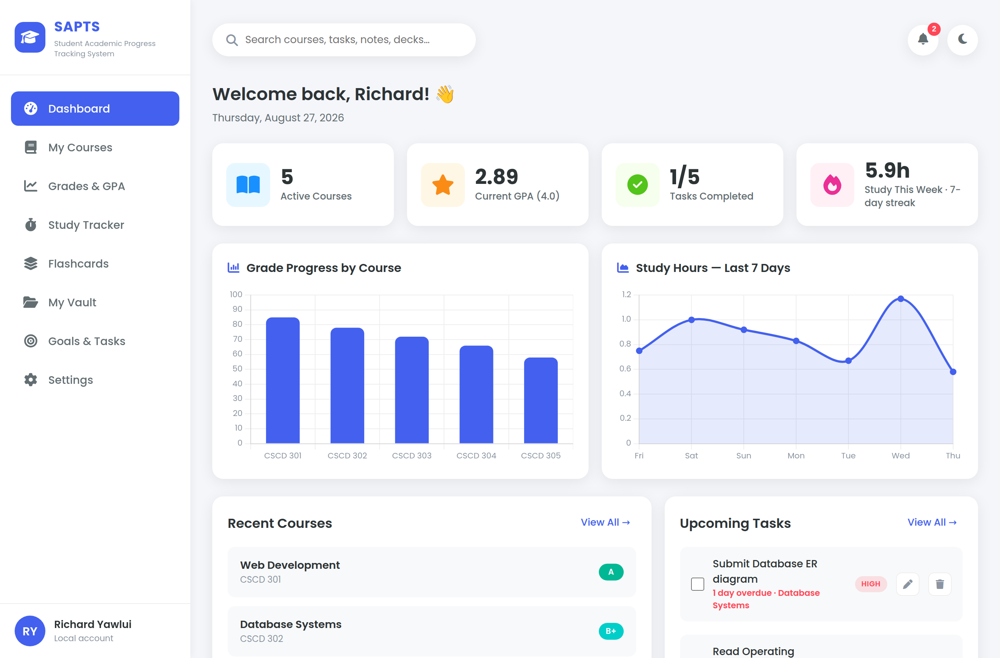 SAPTS
Student Academic Progress
Tracking System
Dashboard
My Courses
Grades & GPA
Study Tracker
Flashcards
My Vault
Goals & Tasks
Settings
RY
Richard Yawlui
Local account
Search courses, tasks, notes, decks...
2
Welcome back, Richard! 👋
Thursday, August 27, 2026
5
Active Courses
2.89
Current GPA (4.0)
1/5
Tasks Completed
5.9h
Study This Week · 7-
day streak
Grade Progress by Course
100
90
80
70
60
50
40
30
20
10
0
CSCD 301
CSCD 302
CSCD 303
CSCD 304
CSCD 305
Study Hours — Last 7 Days
1.2
1.0
0.8
0.6
0.4
0.2
0
Fri
Sat
Sun
Mon
Tue
Wed
Thu
Recent Courses
View All →
Web Development
CSCD 301
A
Database Systems
CSCD 302
B+
Upcoming Tasks
View All →
Submit Database ER
diagram
1 day overdue · Database
Systems
HIGH
Read Operating